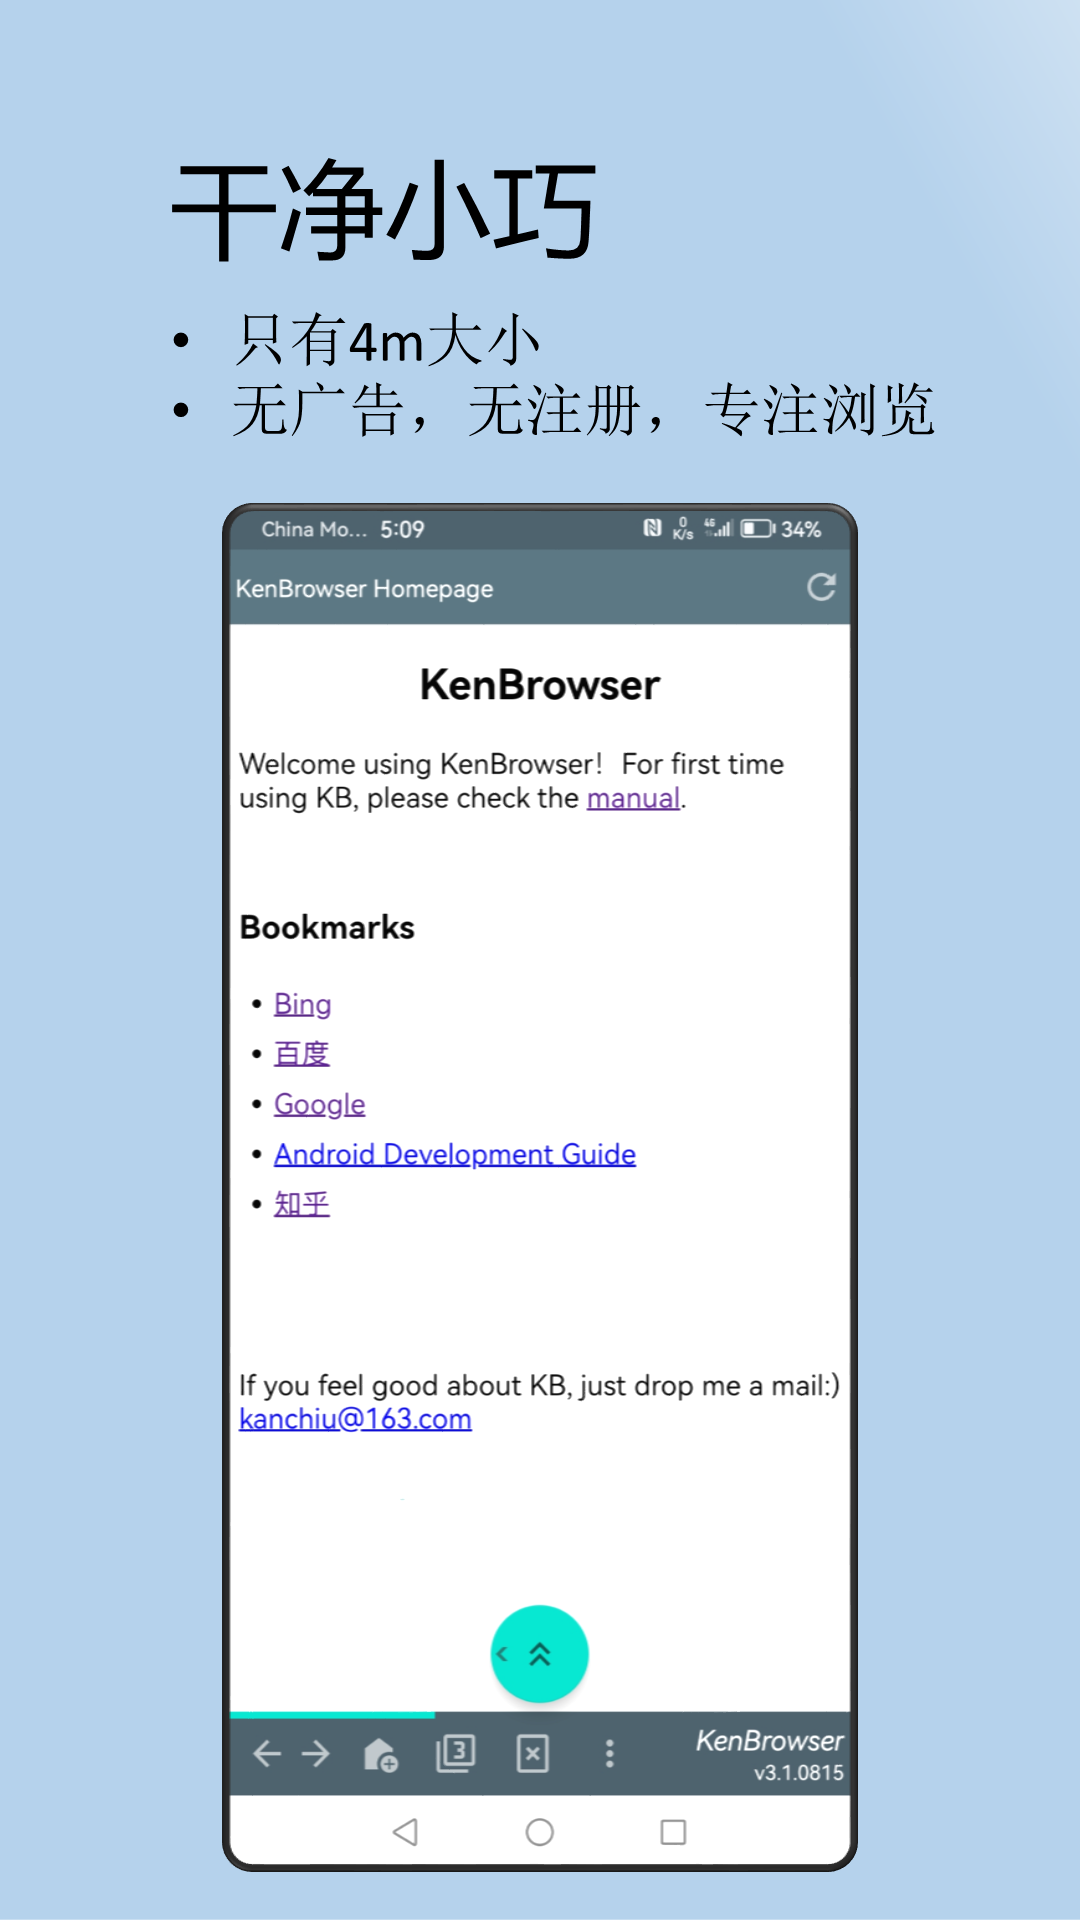 干净小巧
• 只有4m大小
• 无广告，无注册，专注浏览
China Mo... 5:09 0 K/s 4G 34%
KenBrowser Homepage
KenBrowser
Welcome using KenBrowser！ For first time
using KB, please check the manual.
Bookmarks
• Bing
• 百度
• Google
• Android Development Guide
• 知乎
If you feel good about KB, just drop me a mail:)
kanchiu@163.com
3
KenBrowser
v3.1.0815